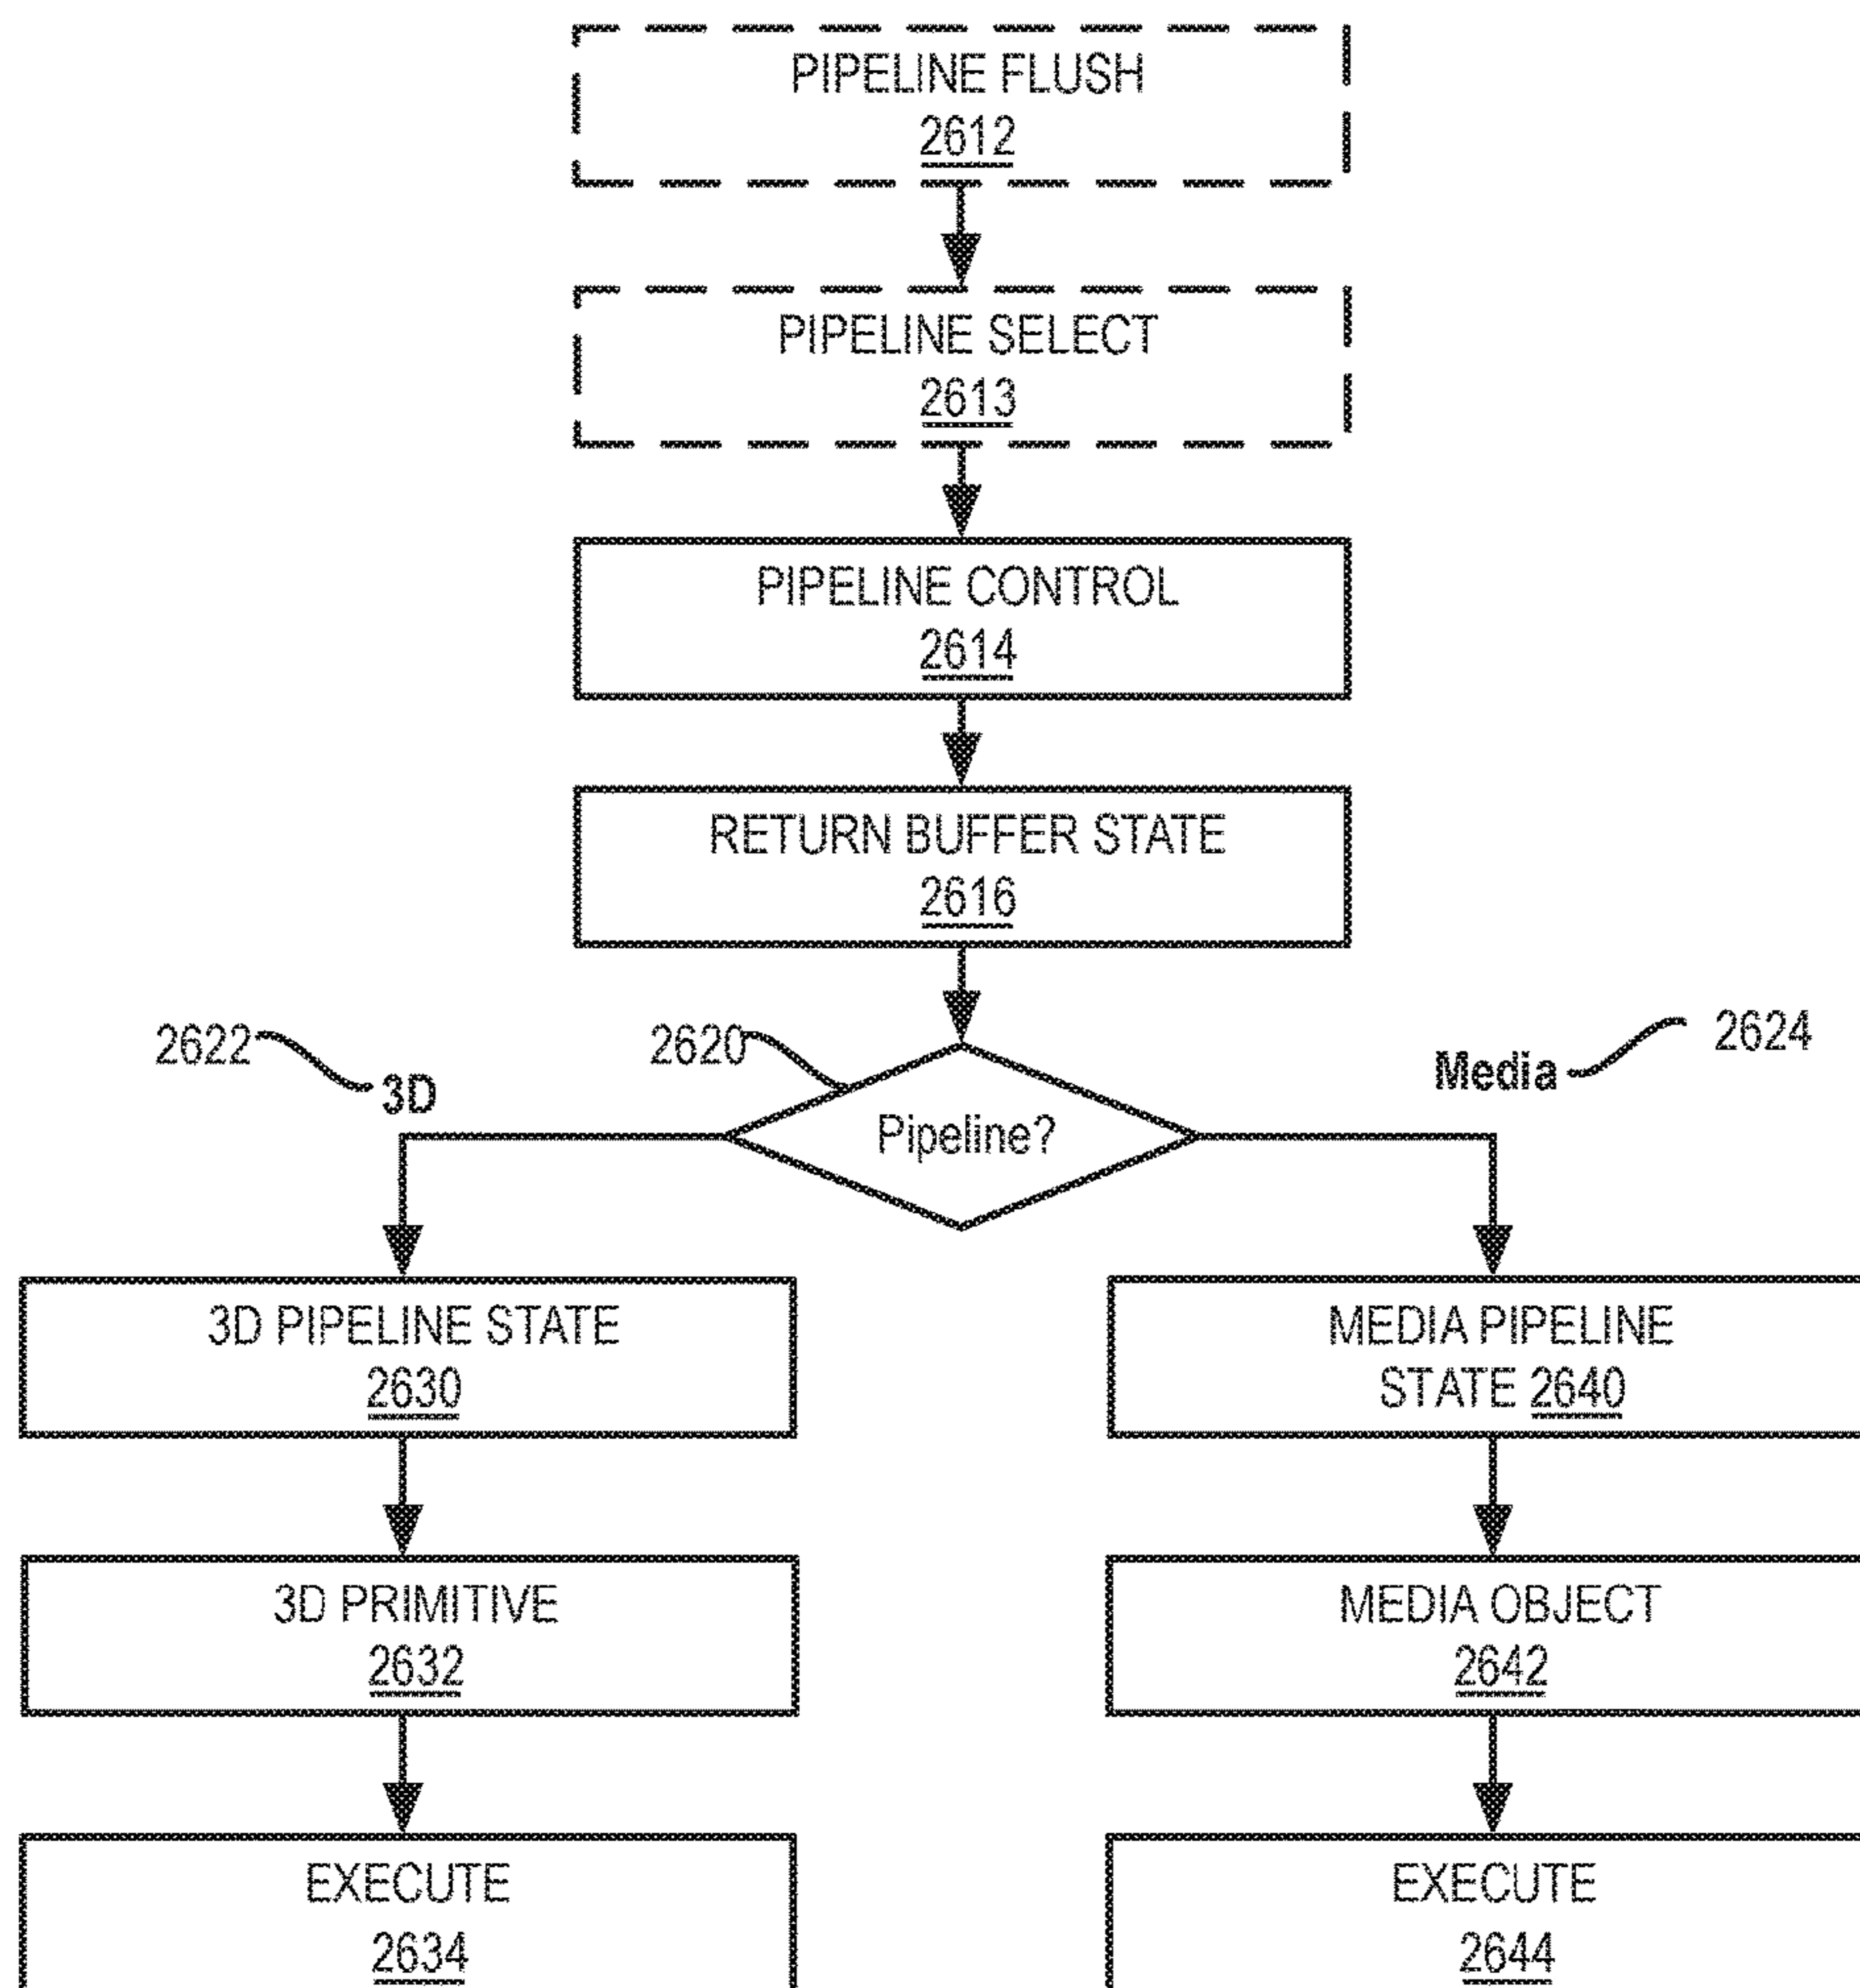 PIPELINE FLUSH
2612
PIPELINE SELECT
2613
PIPELINE CONTROL
2614
RETURN BUFFER STATE
2616
2622
3D
2620
Pipeline?
Media
2624
3D PIPELINE STATE
2630
MEDIA PIPELINE
STATE 2640
3D PRIMITIVE
2632
MEDIA OBJECT
2642
EXECUTE
2634
EXECUTE
2644